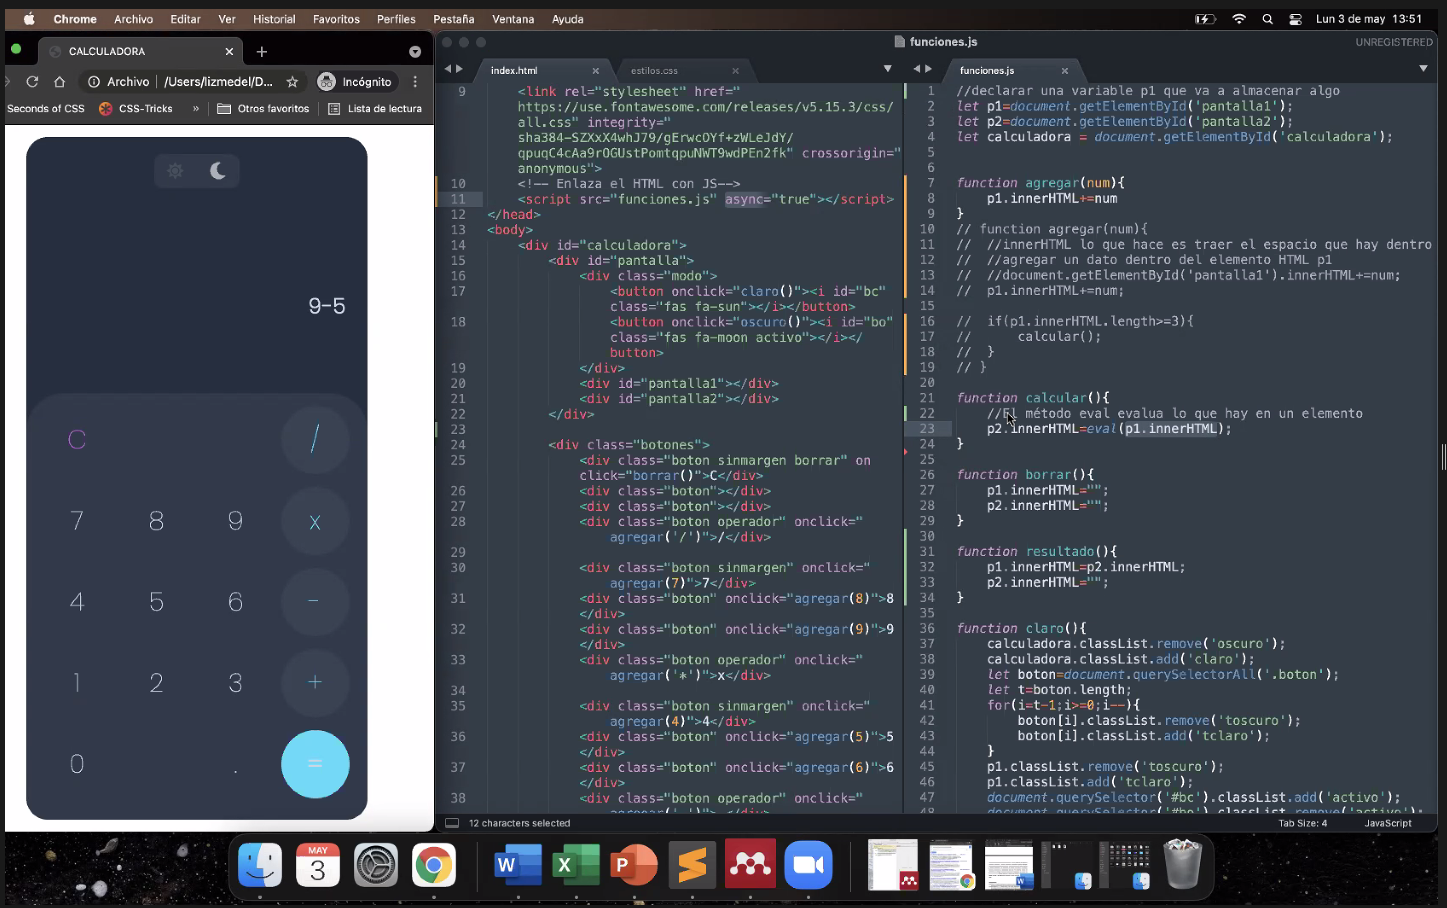 Chrome Archivo Editar Ver Historial Favoritos Perfiles Pestaña Ventana Ayuda
Lun 3 de may 13:51
CALCULADORA
Archivo /Users/lizmedel/D... Incógnito
Seconds of CSS CSS-Tricks » Otros favoritos Lista de lectura
9-5
C /
7 8 9 x
4 5 6 -
1 2 3 +
0 . =
funciones.js
UNREGISTERED
index.html
estilos.css
9 <link rel="stylesheet" href="
https://use.fontawesome.com/releases/v5.15.3/css/
all.css" integrity="
sha384-SZXxX4whJ79/gErwcOYf+zWLeJdY/
qpuqC4cAa9rOGUstPomtqpuNWT9wdPEn2fk" crossorigin="
anonymous">
10 <!-- Enlaza el HTML con JS-->
11 <script src="funciones.js" async="true"></script>
12 </head>
13 <body>
14 <div id="calculadora">
15 <div id="pantalla">
16 <div class="modo">
17 <button onclick="claro()"><i id="bc"
class="fas fa-sun"></i></button>
18 <button onclick="oscuro()"><i id="bo"
class="fas fa-moon activo"></i></
button>
19 </div>
20 <div id="pantalla1"></div>
21 <div id="pantalla2"></div>
22 </div>
23
24 <div class="botones">
25 <div class="boton sinmargen borrar" on
click="borrar()">C</div>
26 <div class="boton"></div>
27 <div class="boton"></div>
28 <div class="boton operador" onclick="
agregar('/')">/</div>
29
30 <div class="boton sinmargen" onclick="
agregar(7)">7</div>
31 <div class="boton" onclick="agregar(8)">8
</div>
32 <div class="boton" onclick="agregar(9)">9
</div>
33 <div class="boton operador" onclick="
agregar('*')">x</div>
34
35 <div class="boton sinmargen" onclick="
agregar(4)">4</div>
36 <div class="boton" onclick="agregar(5)">5
</div>
37 <div class="boton" onclick="agregar(6)">6
</div>
38 <div class="boton operador" onclick="
funciones.js
1 //declarar una variable p1 que va a almacenar algo
2 let p1=document.getElementById('pantalla1');
3 let p2=document.getElementById('pantalla2');
4 let calculadora = document.getElementById('calculadora');
5
6
7 function agregar(num){
8 p1.innerHTML+=num
9 }
10 // function agregar(num){
11 // //innerHTML lo que hace es traer el espacio que hay dentro
12 // //agregar un dato dentro del elemento HTML p1
13 // //document.getElementById('pantalla1').innerHTML+=num;
14 // p1.innerHTML+=num;
15
16 // if(p1.innerHTML.length>=3){
17 // calcular();
18 // }
19 // }
20
21 function calcular(){
22 //El método eval evalua lo que hay en un elemento
23 p2.innerHTML=eval(p1.innerHTML);
24 }
25
26 function borrar(){
27 p1.innerHTML="";
28 p2.innerHTML="";
29 }
30
31 function resultado(){
32 p1.innerHTML=p2.innerHTML;
33 p2.innerHTML="";
34 }
35
36 function claro(){
37 calculadora.classList.remove('oscuro');
38 calculadora.classList.add('claro');
39 let boton=document.querySelectorAll('.boton');
40 let t=boton.length;
41 for(i=t-1;i>=0;i--){
42 boton[i].classList.remove('toscuro');
43 boton[i].classList.add('tclaro');
44 }
45 p1.classList.remove('toscuro');
46 p1.classList.add('tclaro');
47 document.querySelector('#bc').classList.add('activo');
48
12 characters selected
Tab Size: 4
JavaScript
MAY
3
W
X
P
zoom